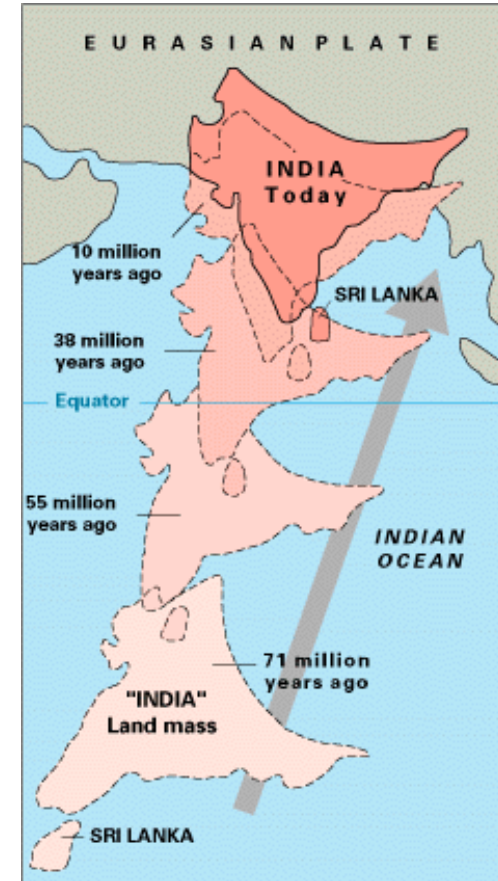 EURASIAN PLATE
INDIA
Today
10 million
years ago
SRI LANKA
38 million
years ago
Equator
55 million
years ago
INDIAN
OCEAN
71 million
years ago
"INDIA"
Land mass
SRI LANKA